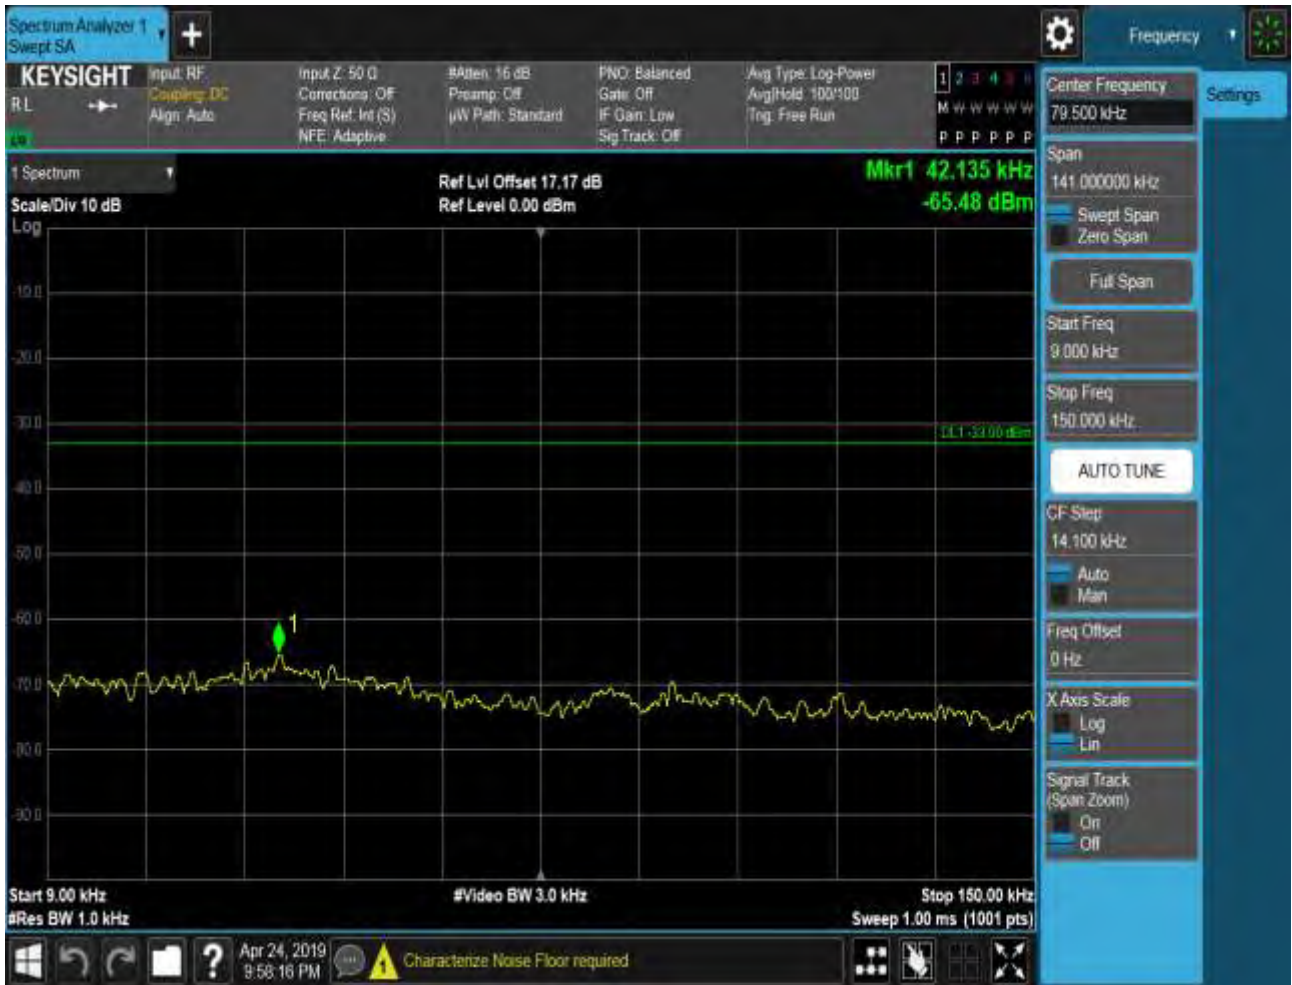 Spectrum Analyzer 1
Swept SA
Frequency
KEYSIGHT
RL
Input: RF
Coupling: DC
Align: Auto
Input Z: 50 Ω
Corrections: Off
Freq Ref: Int (S)
NFE: Adaptive
#Atten: 16 dB
Preamp: Off
µW Path: Standard
PNO: Balanced
Gate: Off
IF Gain: Low
Sig Track: Off
Avg Type: Log-Power
Avg|Hold: 100/100
Trig: Free Run
1 2 3 4 5 6
M W W W W W
P P P P P P
1 Spectrum
Scale/Div 10 dB
Log
Ref Lvl Offset 17.17 dB
Ref Level 0.00 dBm
Mkr1 42.135 kHz
-65.48 dBm
-10.0
-20.0
-30.0
DL1 -33.00 dBm
-40.0
-50.0
-60.0
1
-70.0
-80.0
-90.0
Start 9.00 kHz
#Res BW 1.0 kHz
#Video BW 3.0 kHz
Stop 150.00 kHz
Sweep 1.00 ms (1001 pts)
Center Frequency
79.500 kHz
Settings
Span
141.000000 kHz
Swept Span
Zero Span
Full Span
Start Freq
9.000 kHz
Stop Freq
150.000 kHz
AUTO TUNE
CF Step
14.100 kHz
Auto
Man
Freq Offset
0 Hz
X Axis Scale
Log
Lin
Signal Track
(Span Zoom)
On
Off
?
Apr 24, 2019
9:58:16 PM
1
Characterize Noise Floor required